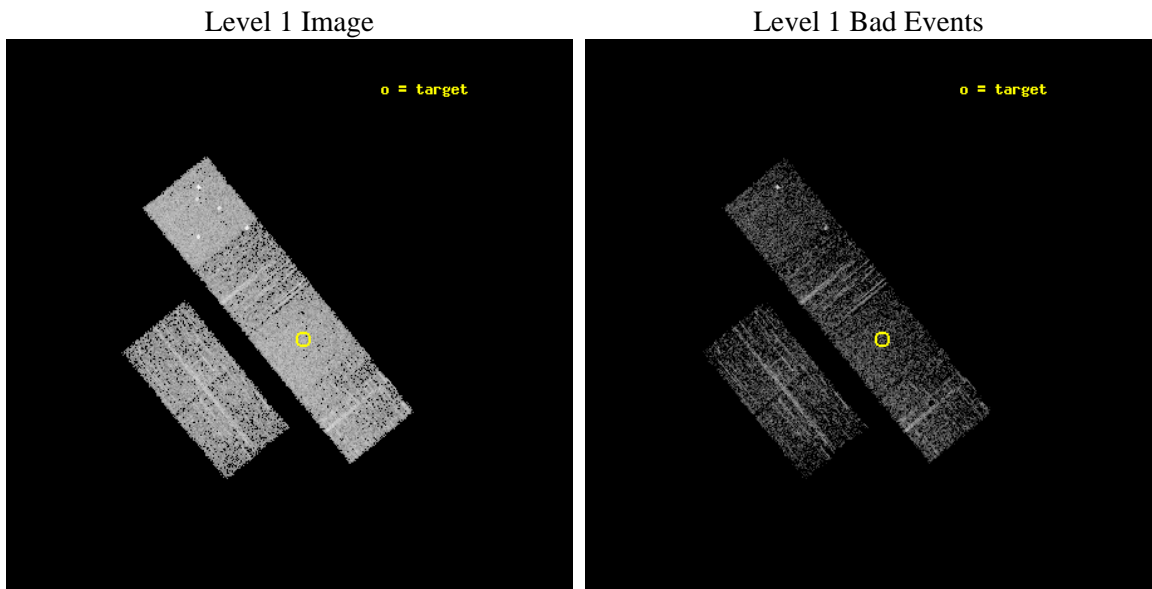 Level 1 Image
Level 1 Bad Events
o = target
o = target